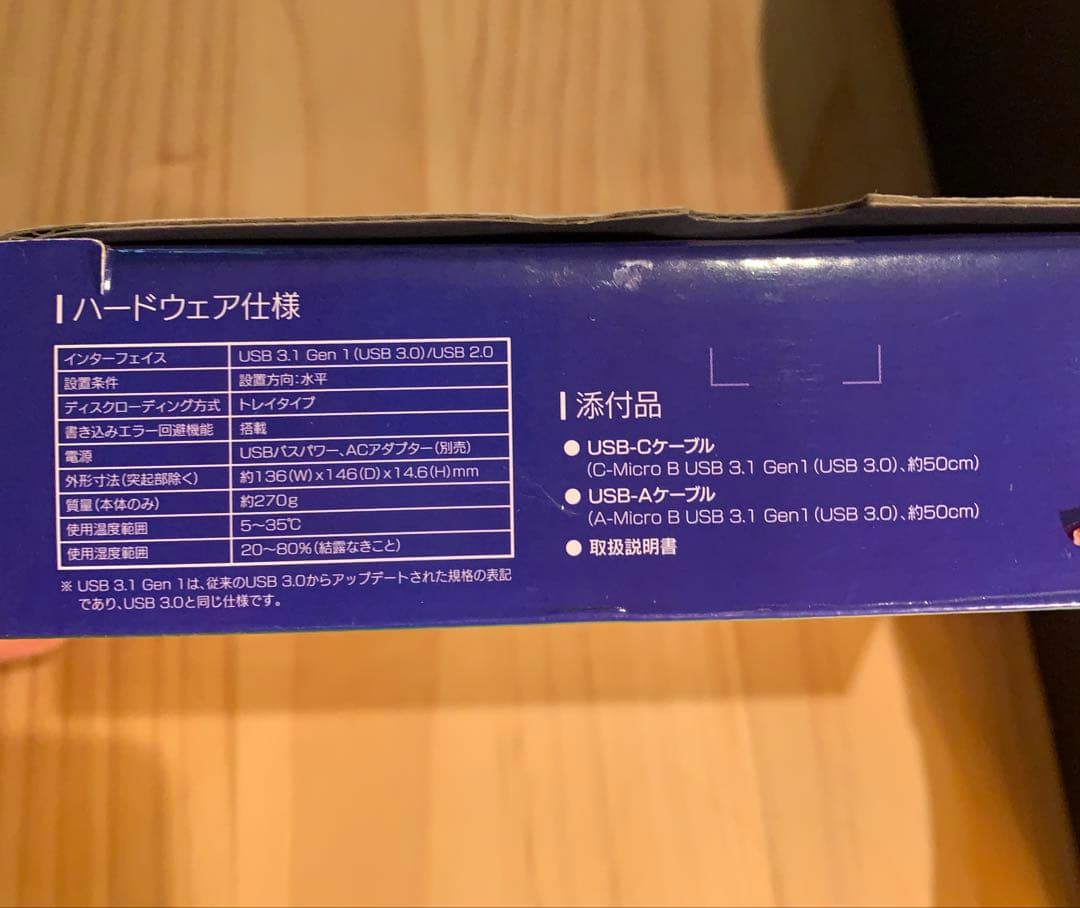 ハードウェア仕様
インターフェイス USB 3.1 Gen 1(USB 3.0)/USB 2.0
設置条件 設置方向:水平
ディスクローディング方式 トレイタイプ
書き込みエラー回避機能 搭載
電源 USBバスパワー、ACアダプター(別売)
外形寸法(突起部除く) 約136(W)x146(D)x14.6(H)mm
質量(本体のみ) 約270g
使用温度範囲 5〜35℃
使用湿度範囲 20〜80%(結露なきこと)
※ USB 3.1 Gen 1は、従来のUSB 3.0からアップデートされた規格の表記
であり、USB 3.0と同じ仕様です。
添付品
● USB-Cケーブル
(C-Micro B USB 3.1 Gen1(USB 3.0)、約50cm)
● USB-Aケーブル
(A-Micro B USB 3.1 Gen1(USB 3.0)、約50cm)
● 取扱説明書